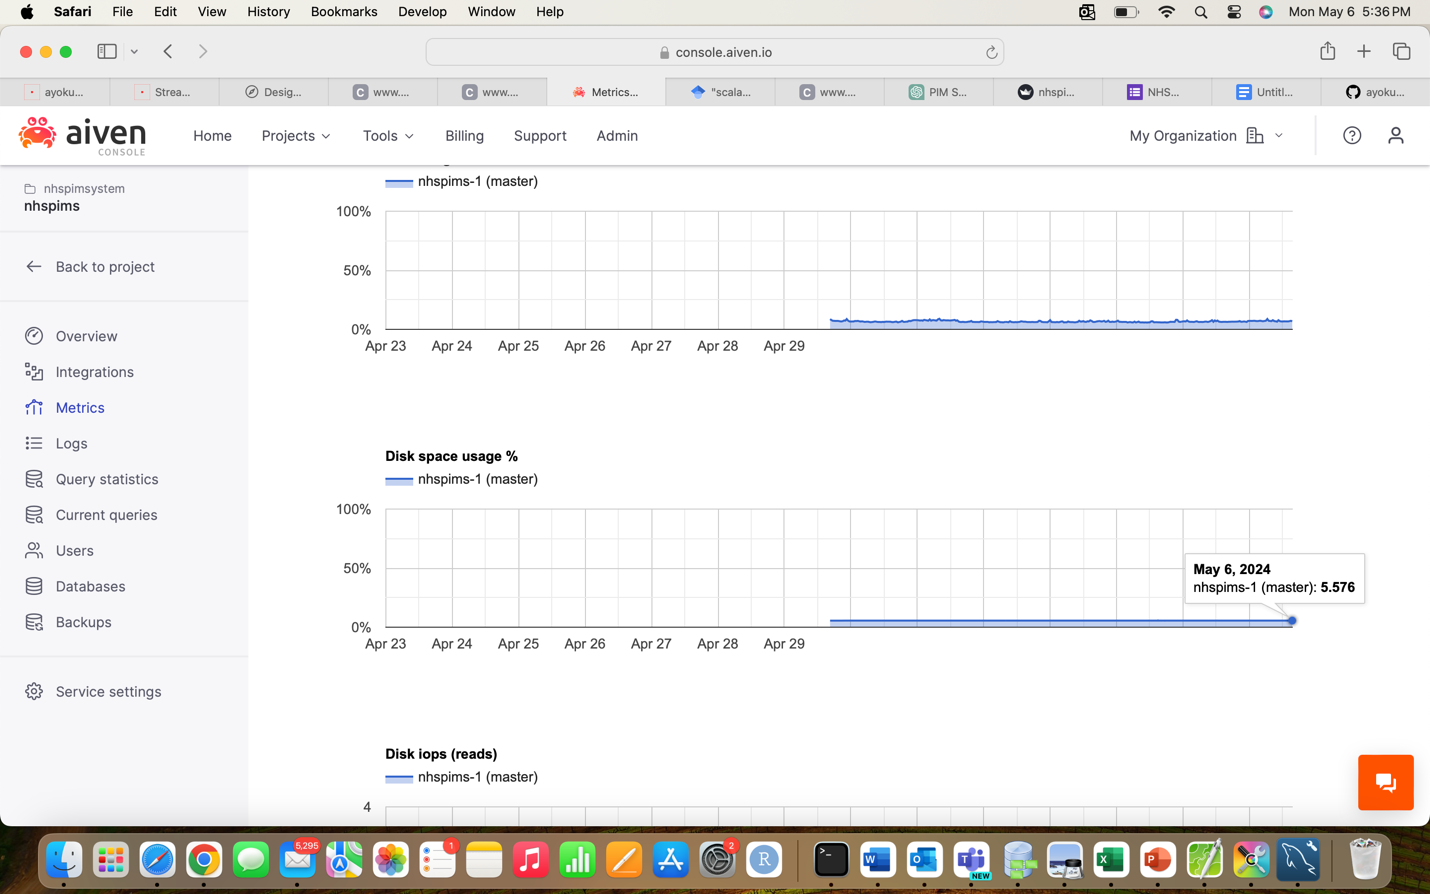 Safari File Edit View History Bookmarks Develop Window Help Mon May 6 5:36 PM
console.aiven.io
ayoku... Strea... Desig... www.... www.... Metrics... "scala... www.... PIM S... nhspi... NHS... Untitl... ayoku...
aiven
CONSOLE
Home Projects Tools Billing Support Admin My Organization
nhspimsystem
nhspims
Back to project
Overview
Integrations
Metrics
Logs
Query statistics
Current queries
Users
Databases
Backups
Service settings
nhspims-1 (master)
100%
50%
0%
Apr 23 Apr 24 Apr 25 Apr 26 Apr 27 Apr 28 Apr 29
Disk space usage %
nhspims-1 (master)
100%
50%
0%
Apr 23 Apr 24 Apr 25 Apr 26 Apr 27 Apr 28 Apr 29
May 6, 2024
nhspims-1 (master): 5.576
Disk iops (reads)
nhspims-1 (master)
4
5,295
1
2
R
NEW